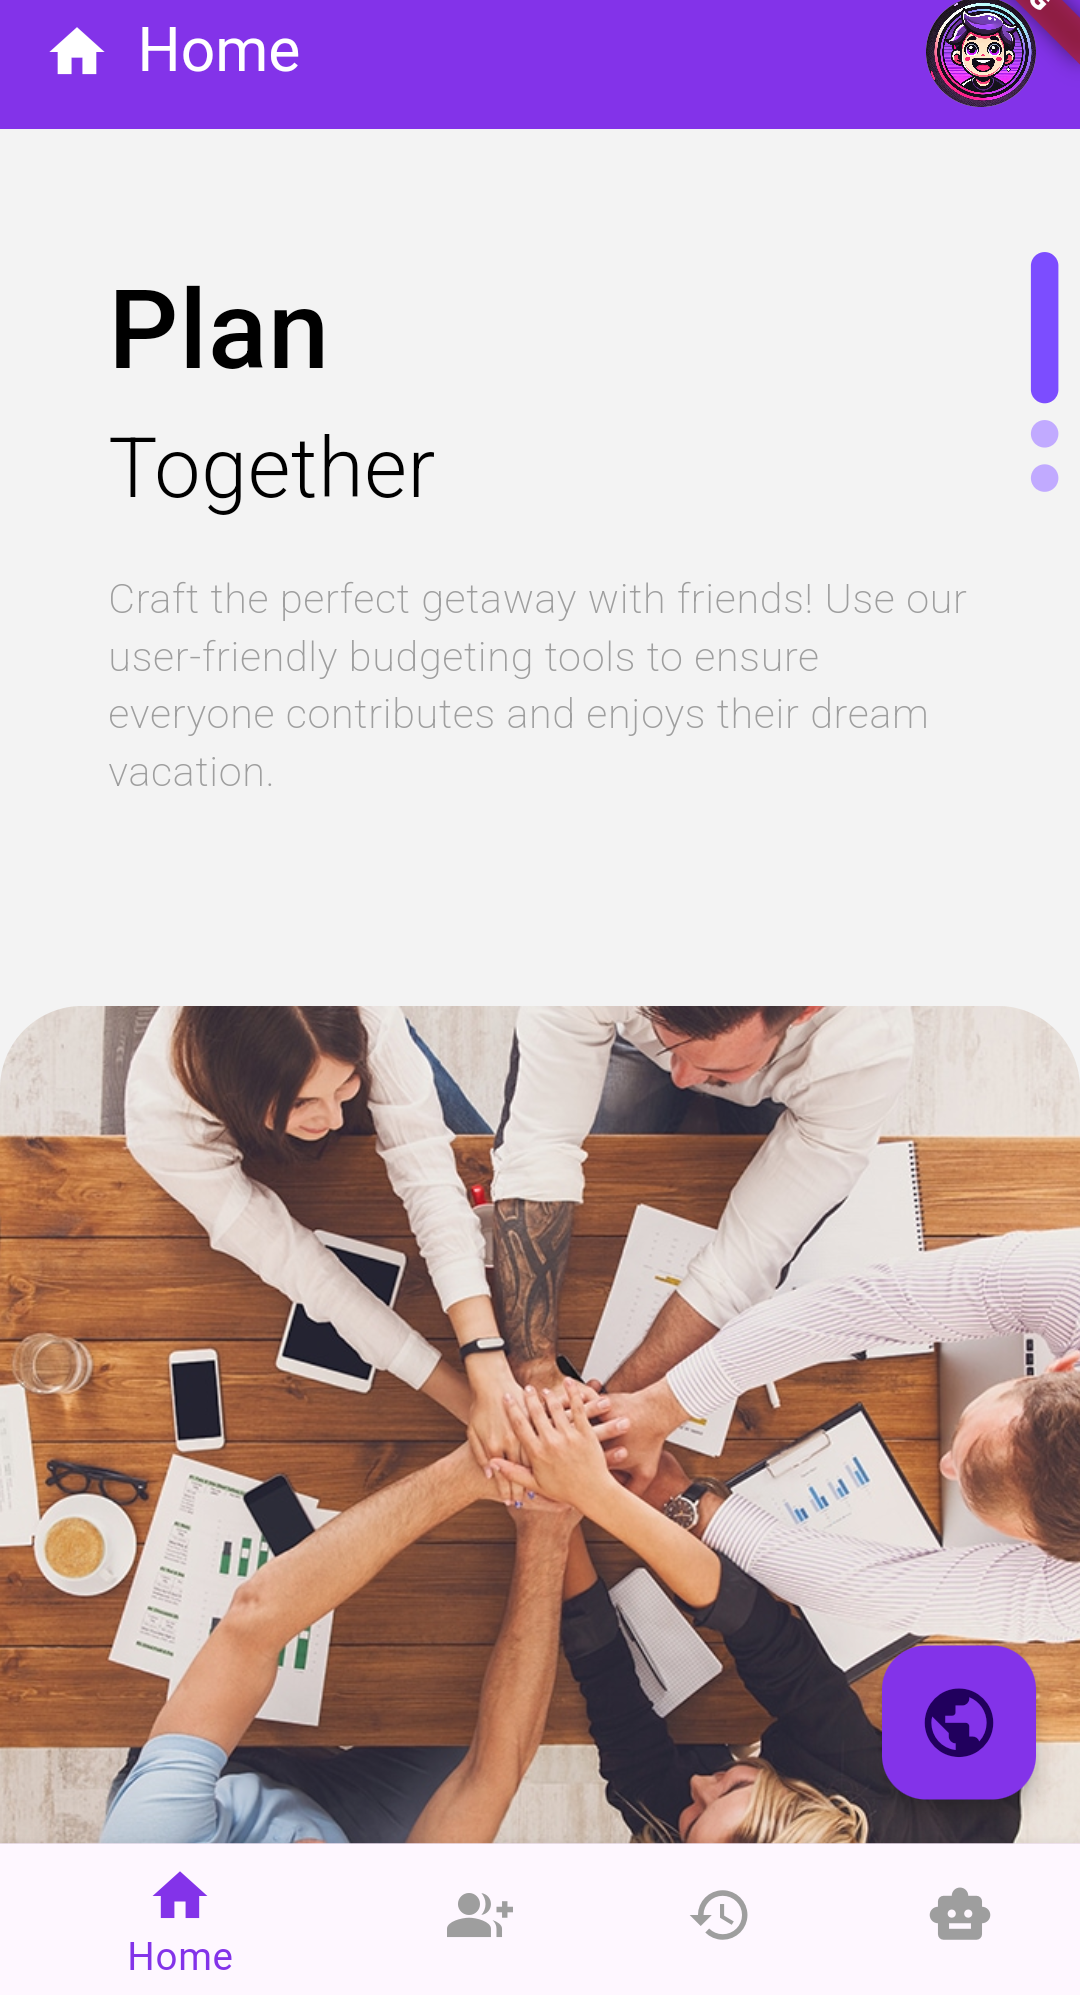 Home
Plan
Together
Craft the perfect getaway with friends! Use our
user-friendly budgeting tools to ensure
everyone contributes and enjoys their dream
vacation.
Home